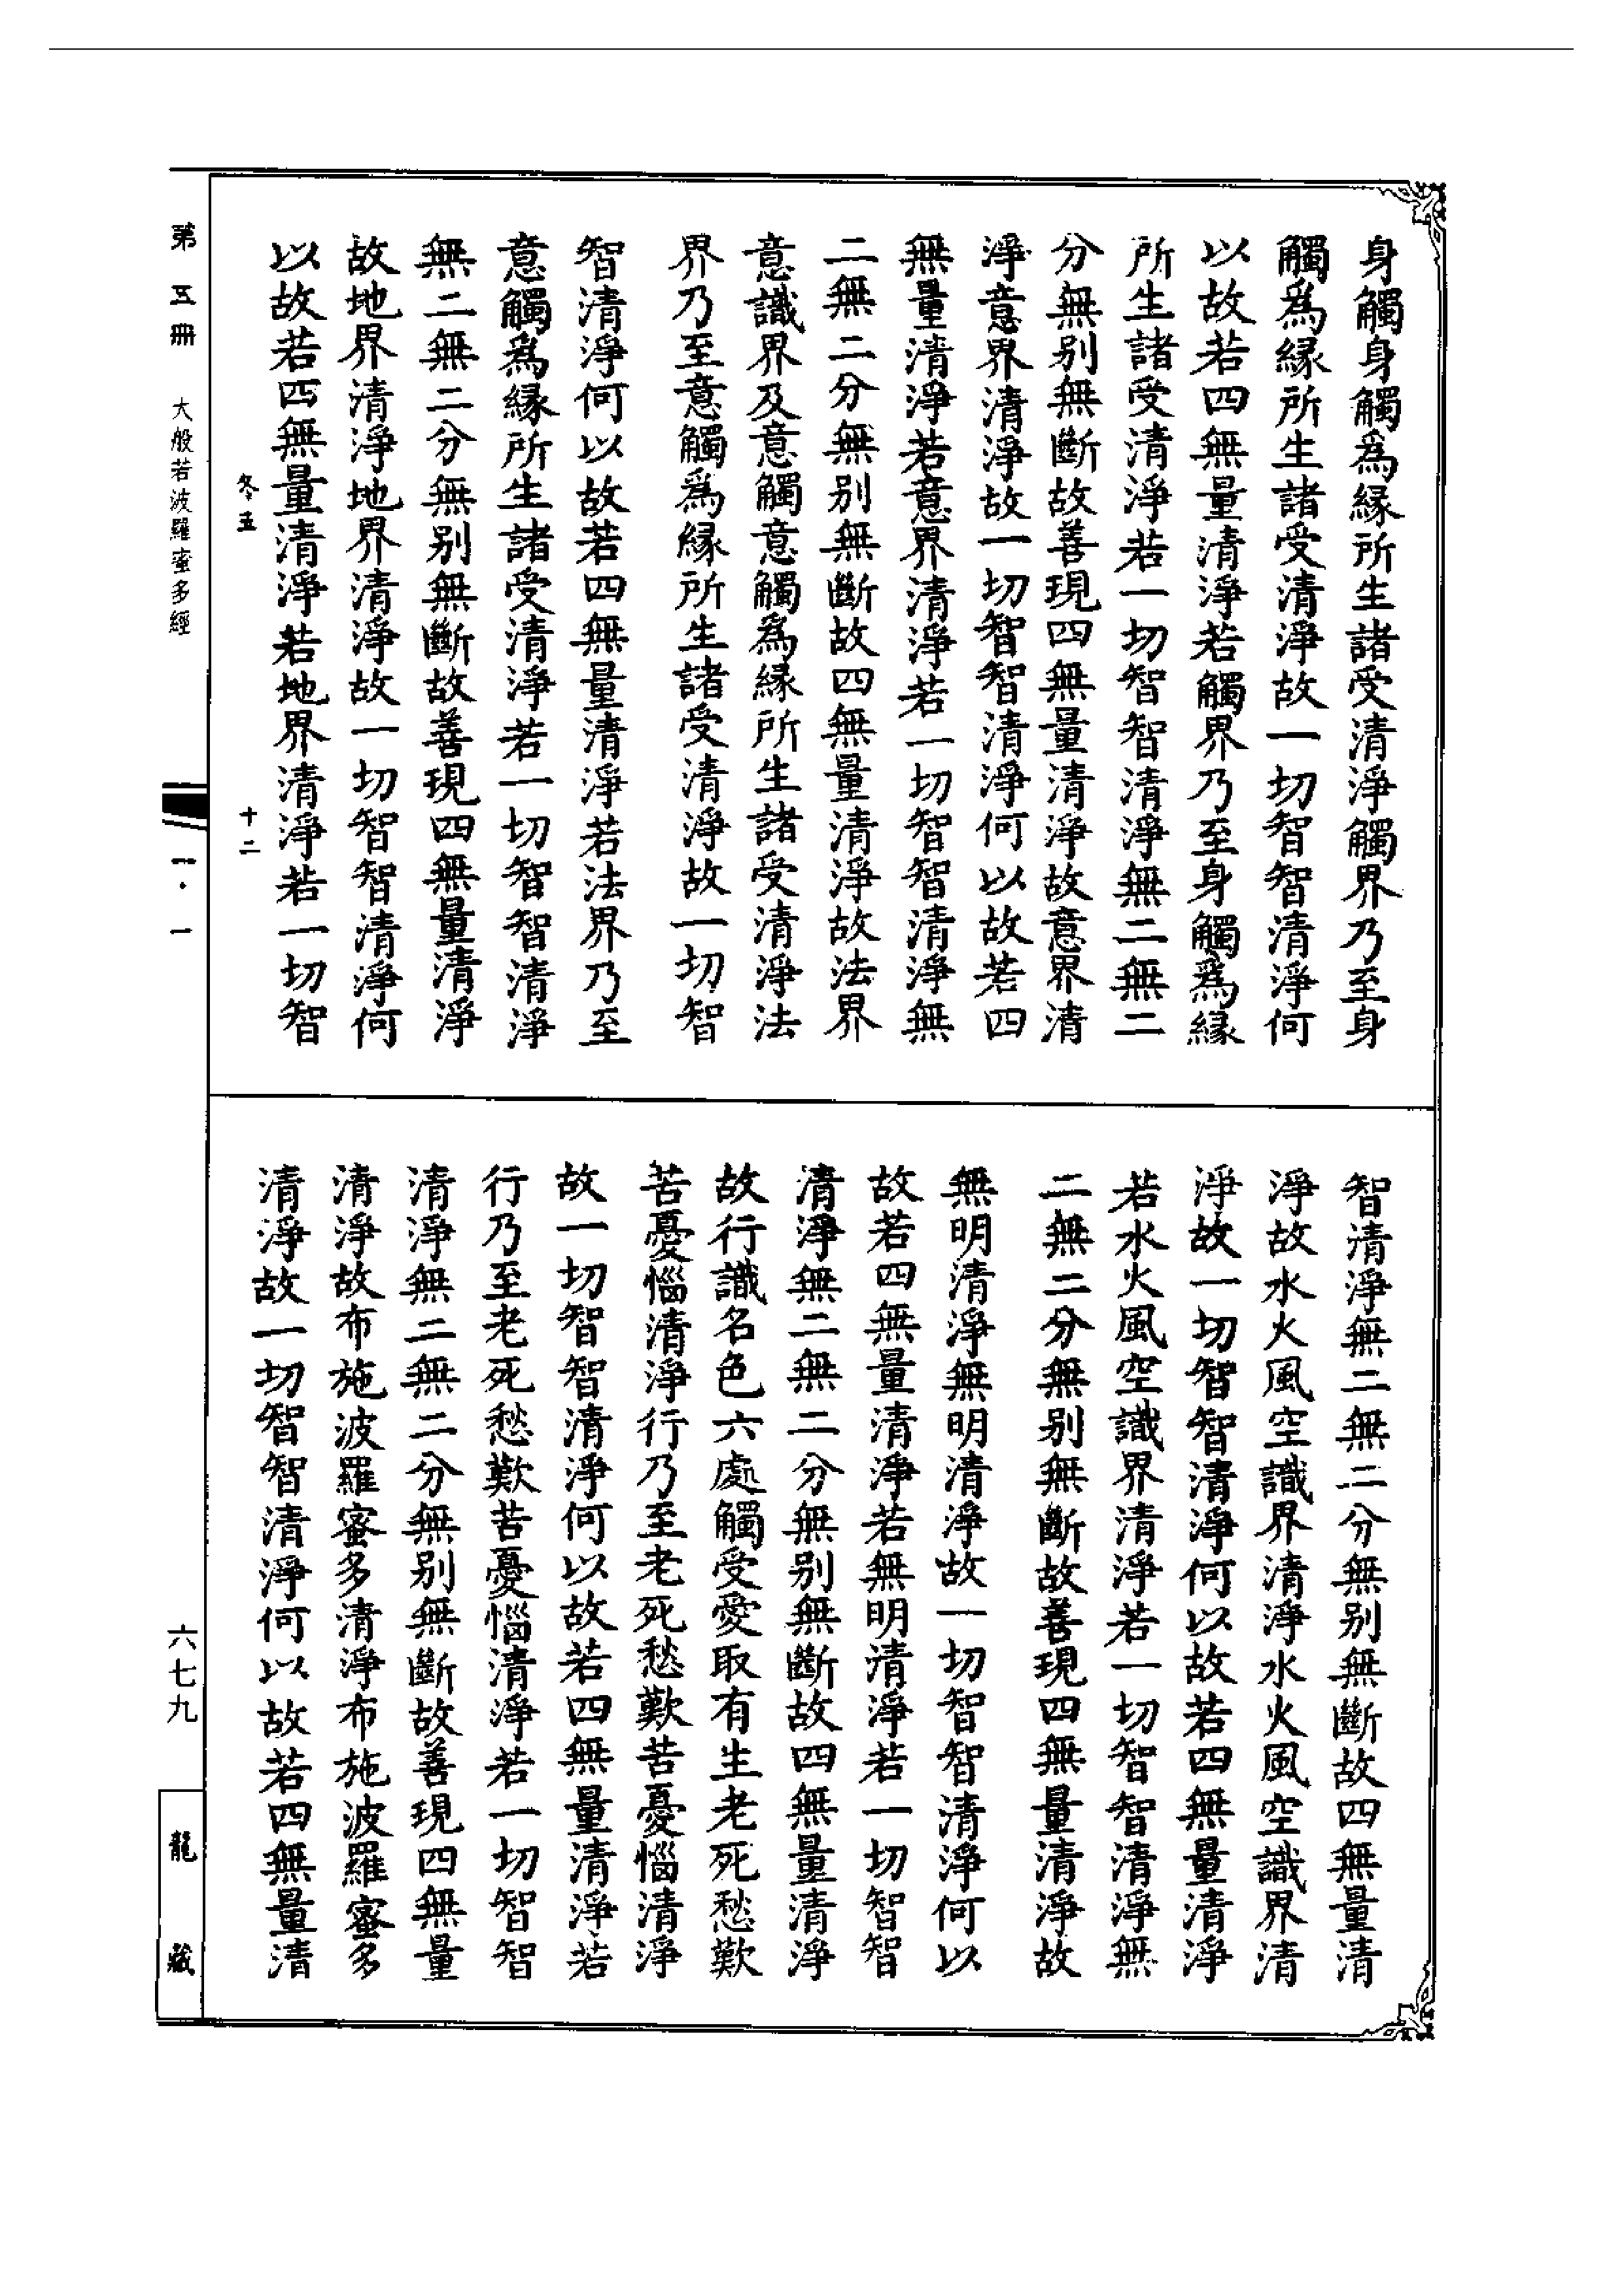 身觸身觸爲緣所生諸受清淨觸界乃至身
觸爲緣所生諸受清淨故一切智智清淨何
以故若四無量清淨若觸界乃至身觸爲緣
所生諸受清淨若一切智智清淨無二無二
分無別無斷故善現四無量清淨故意界清
淨意界清淨故一切智智清淨何以故若四
無量清淨若意界清淨若一切智智清淨無
二無二分無別無斷故四無量清淨故法界
意識界及意觸意觸爲緣所生諸受清淨法
界乃至意觸爲緣所生諸受清淨故一切智
智清淨何以故若四無量清淨若法界乃至
意觸爲緣所生諸受清淨若一切智智清淨
無二無二分無別無斷故善現四無量清淨
故地界清淨地界清淨故一切智智清淨何
以故若四無量清淨若地界清淨若一切智
智清淨無二無二分無別無斷故四無量清
淨故水火風空識界清淨水火風空識界清
淨故一切智智清淨何以故若四無量清淨
若水火風空識界清淨若一切智智清淨無
二無二分無別無斷故善現四無量清淨故
無明清淨無明清淨故一切智智清淨何以
故若四無量清淨若無明清淨若一切智智
清淨無二無二分無別無斷故四無量清淨
故行識名色六處觸受愛取有生老死愁歎
苦憂惱清淨行乃至老死愁歎苦憂惱清淨
故一切智智清淨何以故若四無量清淨若
行乃至老死愁歎苦憂惱清淨若一切智智
清淨無二無二分無別無斷故善現四無量
清淨故布施波羅蜜多清淨布施波羅蜜多
清淨故一切智智清淨何以故若四無量清
冬五 十二
第五冊 大般若波羅蜜多經 一·一 六七九 龍藏